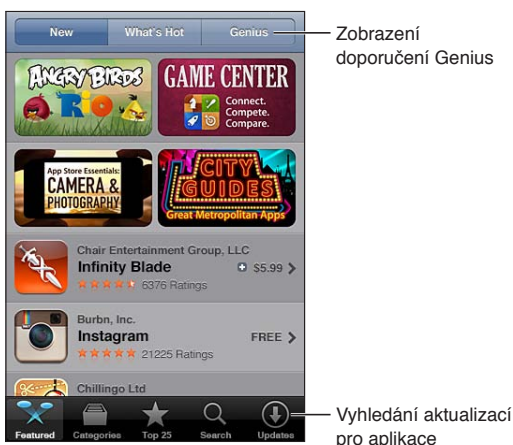 New What's Hot Genius
Zobrazení
doporučení Genius
ANGRY BIRDS
RIO
GAME CENTER
Connect.
Compete.
Compare.
App Store Essentials:
CAMERA &
PHOTOGRAPHY
CITY
GUIDES
Great Metropolitan Apps
Chair Entertainment Group, LLC
Infinity Blade
$5.99
6376 Ratings
Burbn, Inc.
Instagram
FREE
21225 Ratings
Chillingo Ltd
Featured Categories Top 25 Search Updates
Vyhledání aktualizací
pro aplikace